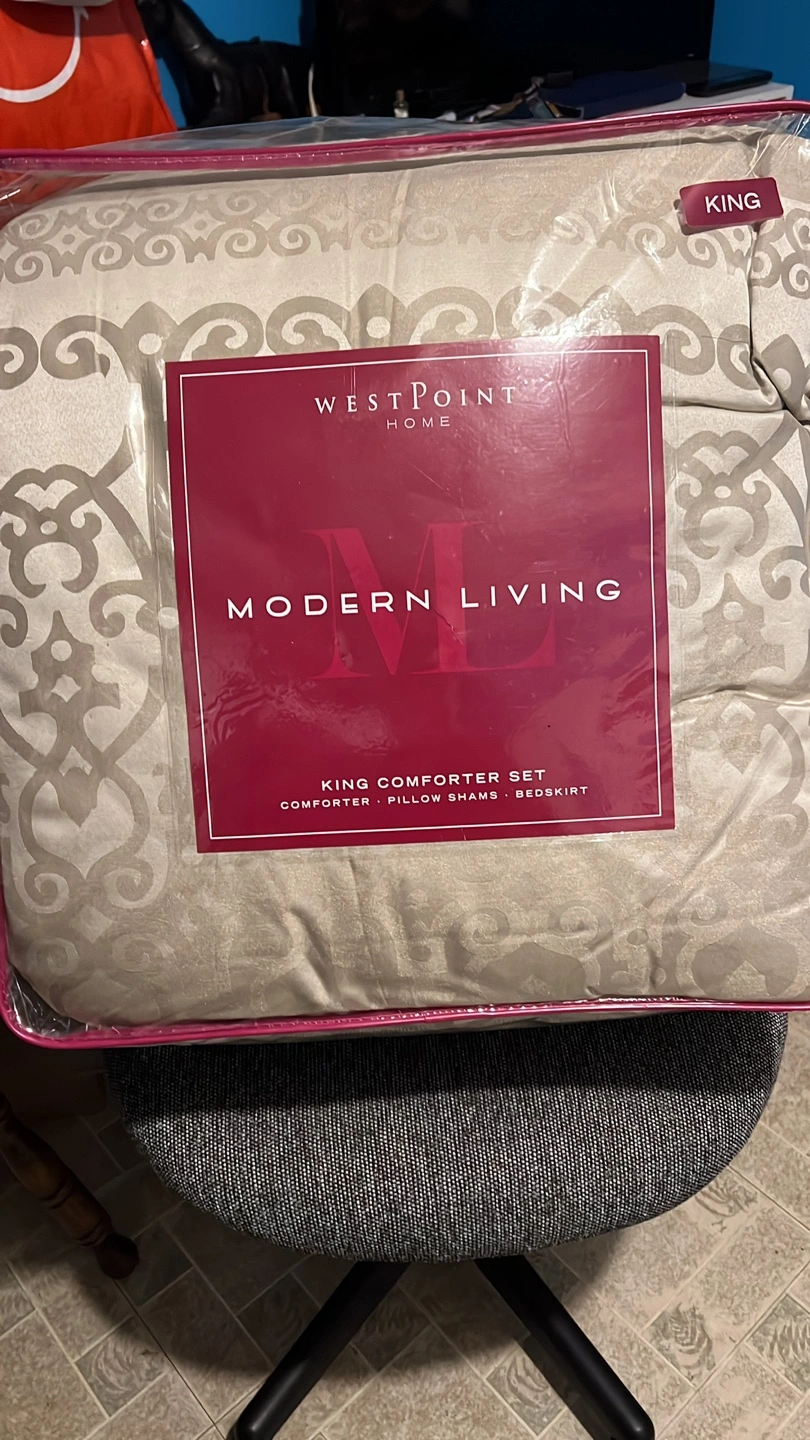 KING
WESTPOINT
HOME
ML
MODERN LIVING
KING COMFORTER SET
COMFORTER · PILLOW SHAMS · BEDSKIRT